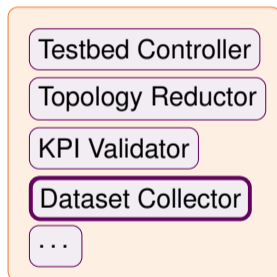 Testbed Controller
Topology Reductor
KPI Validator
Dataset Collector
...